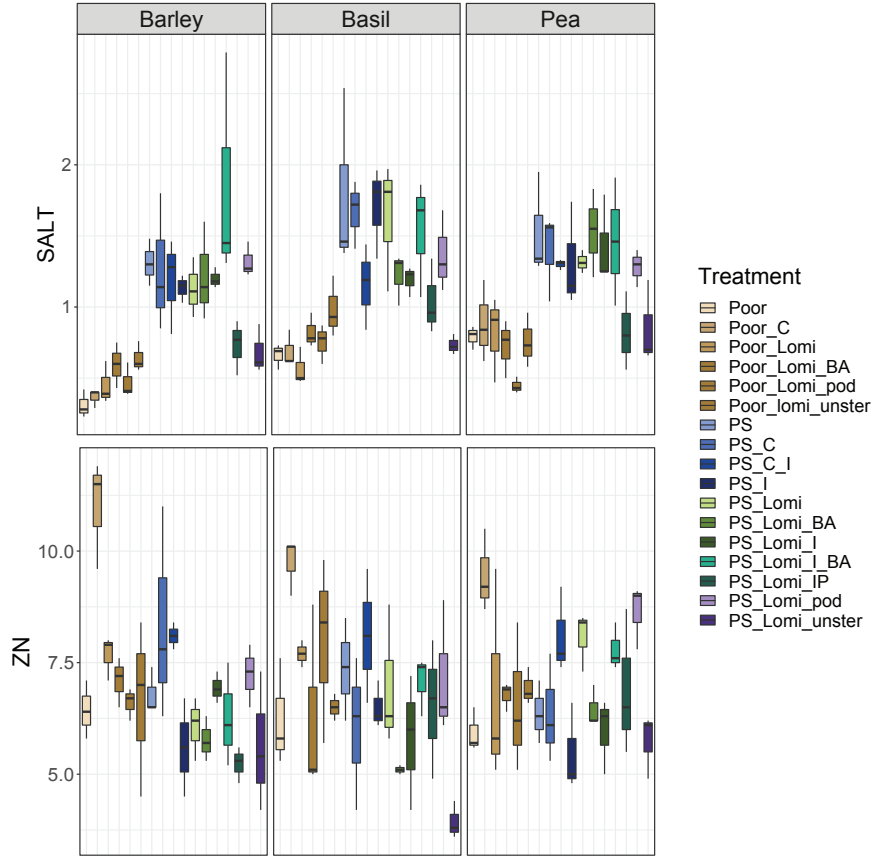 Barley Basil Pea
SALT
2
1
ZN
10.0
7.5
5.0
Treatment
Poor
Poor_C
Poor_Lomi
Poor_Lomi_BA
Poor_Lomi_pod
Poor_lomi_unster
PS
PS_C
PS_C_I
PS_I
PS_Lomi
PS_Lomi_BA
PS_Lomi_I
PS_Lomi_I_BA
PS_Lomi_IP
PS_Lomi_pod
PS_Lomi_unster